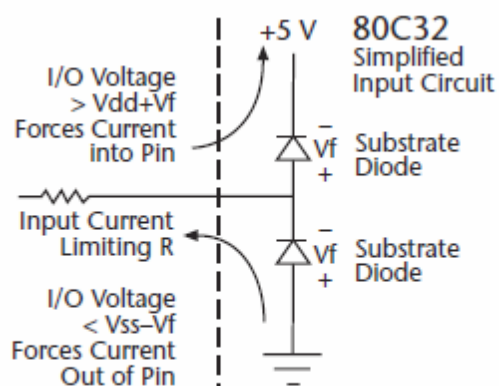 +5 V
80C32
Simplified
Input Circuit
I/O Voltage
> Vdd+Vf
Forces Current
into Pin
–
Vf
+
Substrate
Diode
Input Current
Limiting R
–
Vf
+
Substrate
Diode
I/O Voltage
< Vss–Vf
Forces Current
Out of Pin